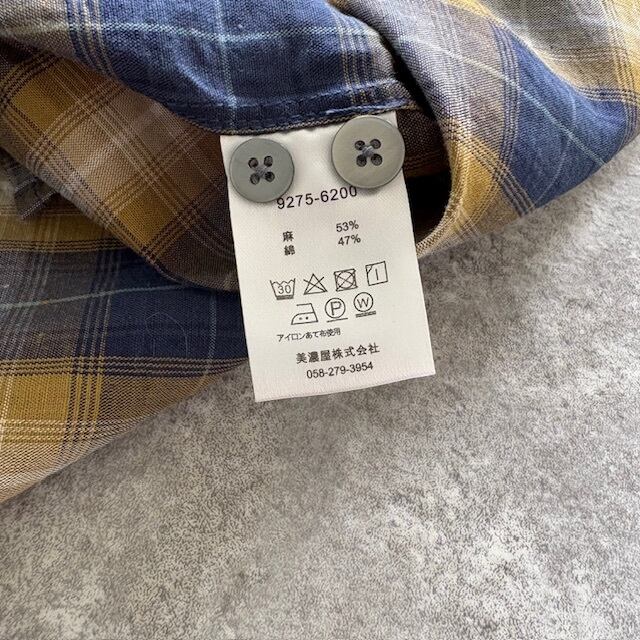 9275-6200
麻 53%
綿 47%
30
P W
アイロンあて布使用
美濃屋株式会社
058-279-3954